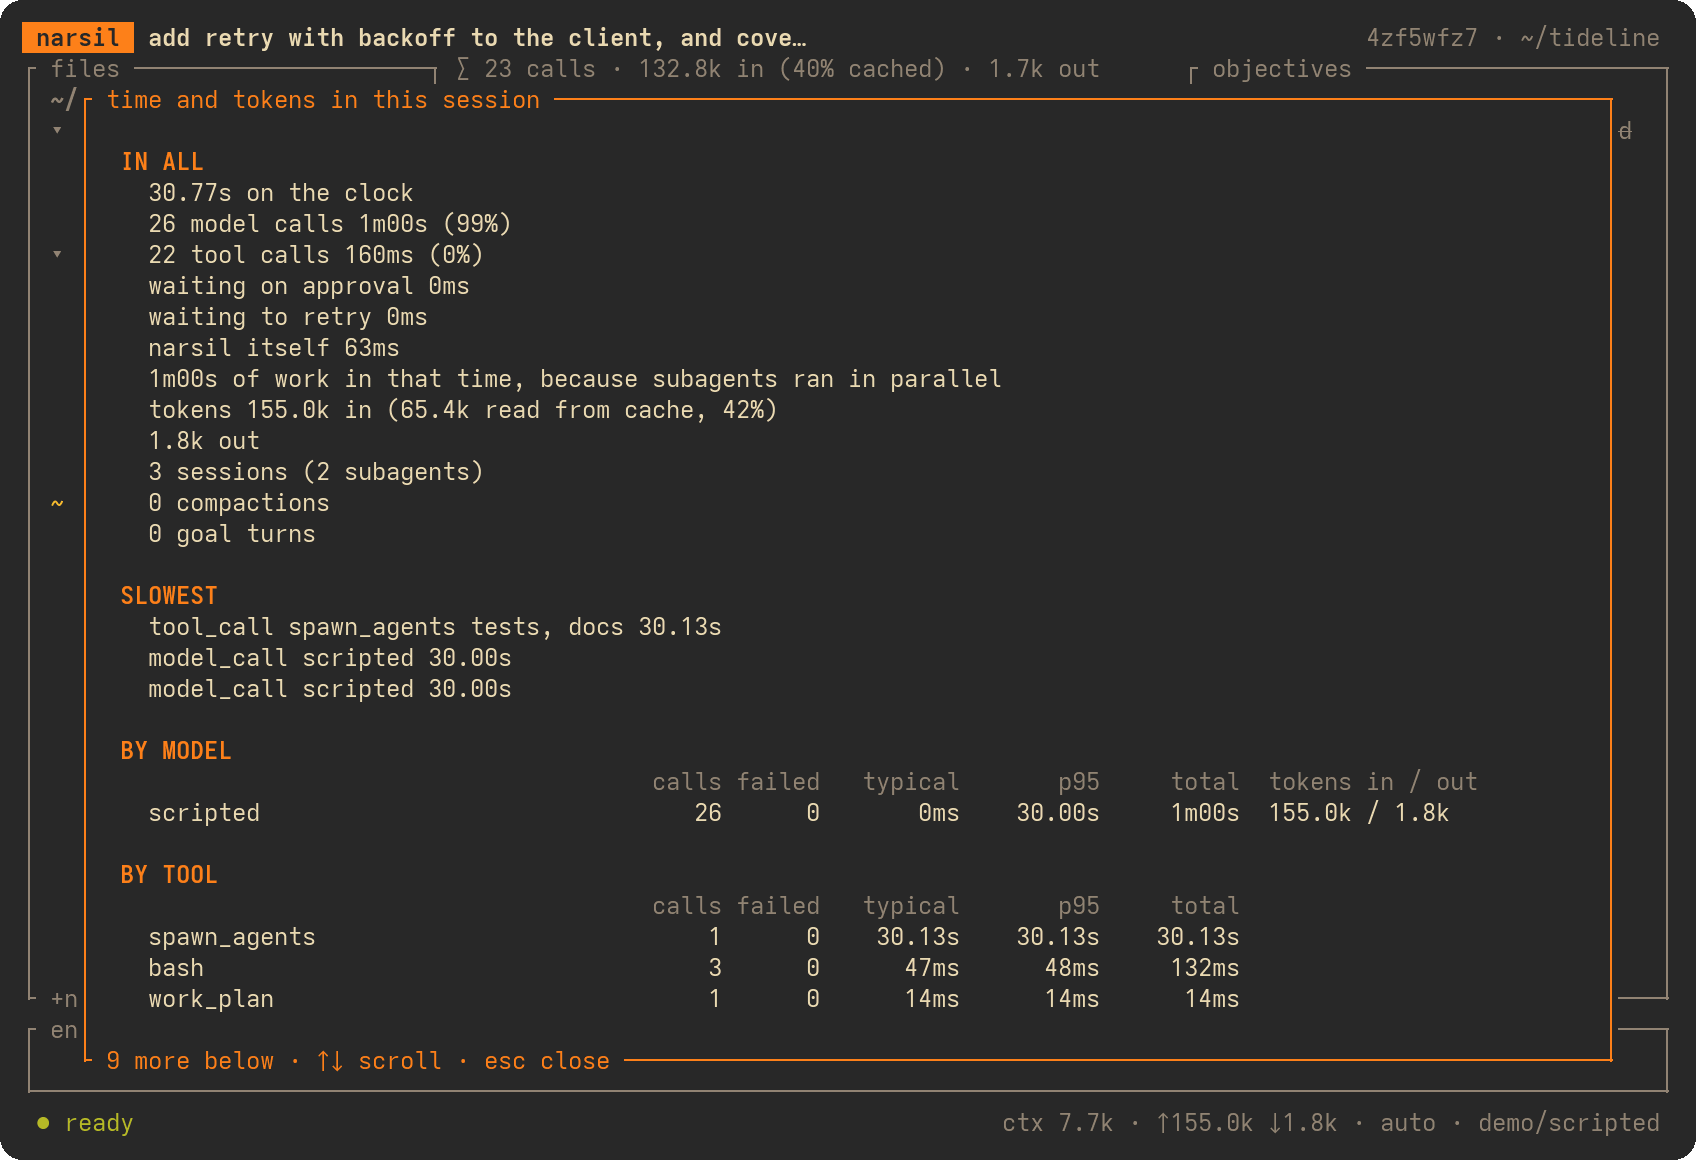 narsil add retry with backoff to the client, and cove… 4zf5wfz7 · ~/tideline
files ∑ 23 calls · 132.8k in (40% cached) · 1.7k out objectives
~/ time and tokens in this session
▾ d
IN ALL
30.77s on the clock
26 model calls 1m00s (99%)
▾ 22 tool calls 160ms (0%)
waiting on approval 0ms
waiting to retry 0ms
narsil itself 63ms
1m00s of work in that time, because subagents ran in parallel
tokens 155.0k in (65.4k read from cache, 42%)
1.8k out
3 sessions (2 subagents)
~ 0 compactions
0 goal turns
SLOWEST
tool_call spawn_agents tests, docs 30.13s
model_call scripted 30.00s
model_call scripted 30.00s
BY MODEL
calls failed typical p95 total tokens in / out
scripted 26 0 0ms 30.00s 1m00s 155.0k / 1.8k
BY TOOL
calls failed typical p95 total
spawn_agents 1 0 30.13s 30.13s 30.13s
bash 3 0 47ms 48ms 132ms
+n work_plan 1 0 14ms 14ms 14ms
en
9 more below · ↑↓ scroll · esc close
● ready ctx 7.7k · ↑155.0k ↓1.8k · auto · demo/scripted